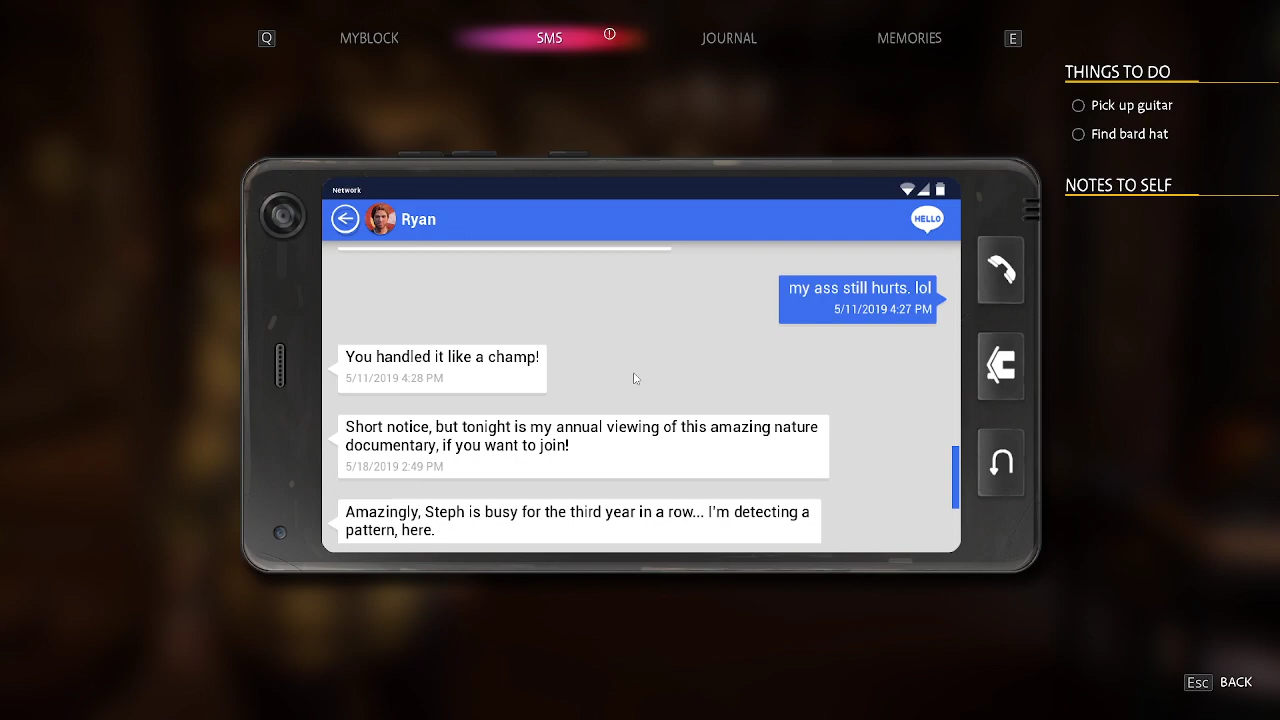 Q
MYBLOCK
SMS
JOURNAL
MEMORIES
E
THINGS TO DO
Pick up guitar
Find bard hat
NOTES TO SELF
Network
Ryan
HELLO
my ass still hurts. lol
5/11/2019 4:27 PM
You handled it like a champ!
5/11/2019 4:28 PM
Short notice, but tonight is my annual viewing of this amazing nature
documentary, if you want to join!
5/18/2019 2:49 PM
Amazingly, Steph is busy for the third year in a row... I'm detecting a
pattern, here.
Esc BACK